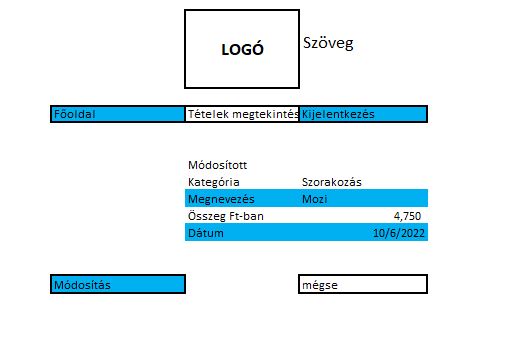 LOGÓ Szöveg
Főoldal Tételek megtekintés Kijelentkezés
Módosított
Kategória Szorakozás
Megnevezés Mozi
Összeg Ft-ban 4,750
Dátum 10/6/2022
Módosítás mégse